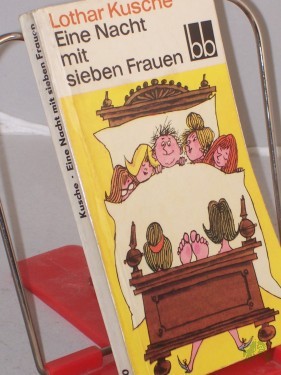 Lothar Kusche
Eine Nacht
mit
sieben Frauen
bb
Kusche · Eine Nacht mit sieben Frauen